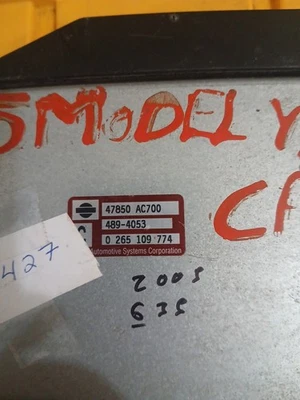 5MODEL Y
CA
47850 AC700
489-4053
0 265 109 774
Automotive Systems Corporation
427
2005
635